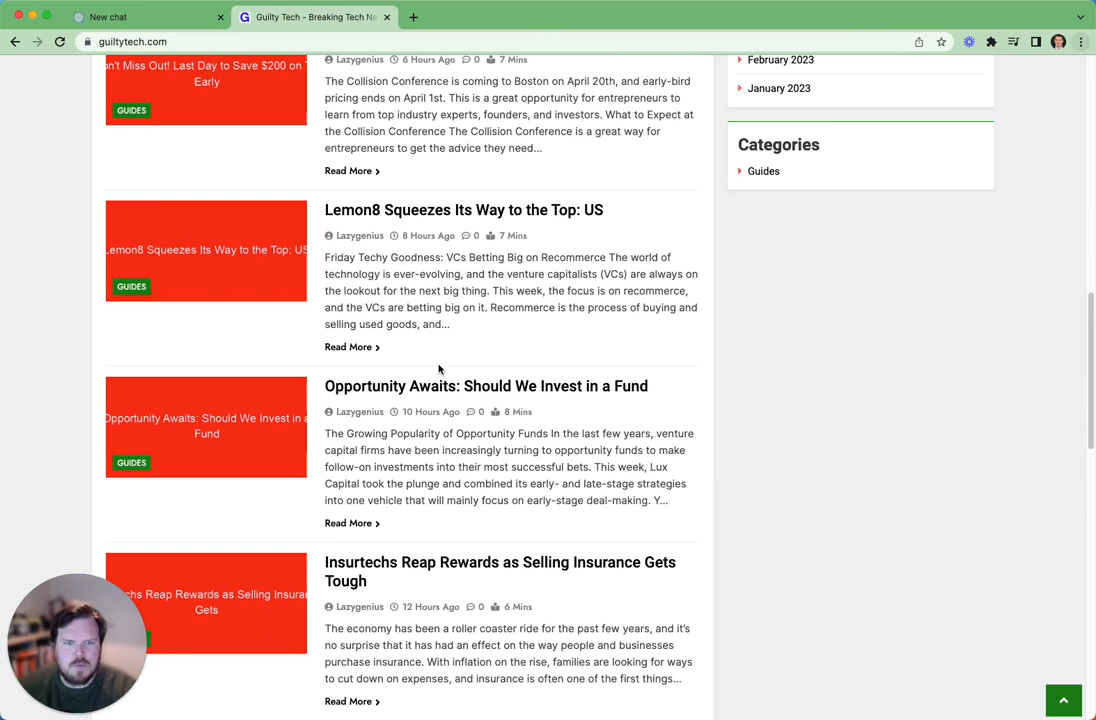 New chat
Guilty Tech - Breaking Tech Ne
guiltytech.com
on't Miss Out! Last Day to Save $200 on
Early
GUIDES
Lazygenius 6 Hours Ago 0 7 Mins
The Collision Conference is coming to Boston on April 20th, and early-bird
pricing ends on April 1st. This is a great opportunity for entrepreneurs to
learn from top industry experts, founders, and investors. What to Expect at
the Collision Conference The Collision Conference is a great way for
entrepreneurs to get the advice they need...
Read More
February 2023
January 2023
Categories
Guides
Lemon8 Squeezes Its Way to the Top: US
GUIDES
Lemon8 Squeezes Its Way to the Top: US
Lazygenius 8 Hours Ago 0 7 Mins
Friday Techy Goodness: VCs Betting Big on Recommerce The world of
technology is ever-evolving, and the venture capitalists (VCs) are always on
the lookout for the next big thing. This week, the focus is on recommerce,
and the VCs are betting big on it. Recommerce is the process of buying and
selling used goods, and...
Read More
Opportunity Awaits: Should We Invest in a
Fund
GUIDES
Opportunity Awaits: Should We Invest in a Fund
Lazygenius 10 Hours Ago 0 8 Mins
The Growing Popularity of Opportunity Funds In the last few years, venture
capital firms have been increasingly turning to opportunity funds to make
follow-on investments into their most successful bets. This week, Lux
Capital took the plunge and combined its early- and late-stage strategies
into one vehicle that will mainly focus on early-stage deal-making. Y...
Read More
chs Reap Rewards as Selling Insuran
Gets
Insurtechs Reap Rewards as Selling Insurance Gets
Tough
Lazygenius 12 Hours Ago 0 6 Mins
The economy has been a roller coaster ride for the past few years, and it's
no surprise that it has had an effect on the way people and businesses
purchase insurance. With inflation on the rise, families are looking for ways
to cut down on expenses, and insurance is often one of the first things...
Read More